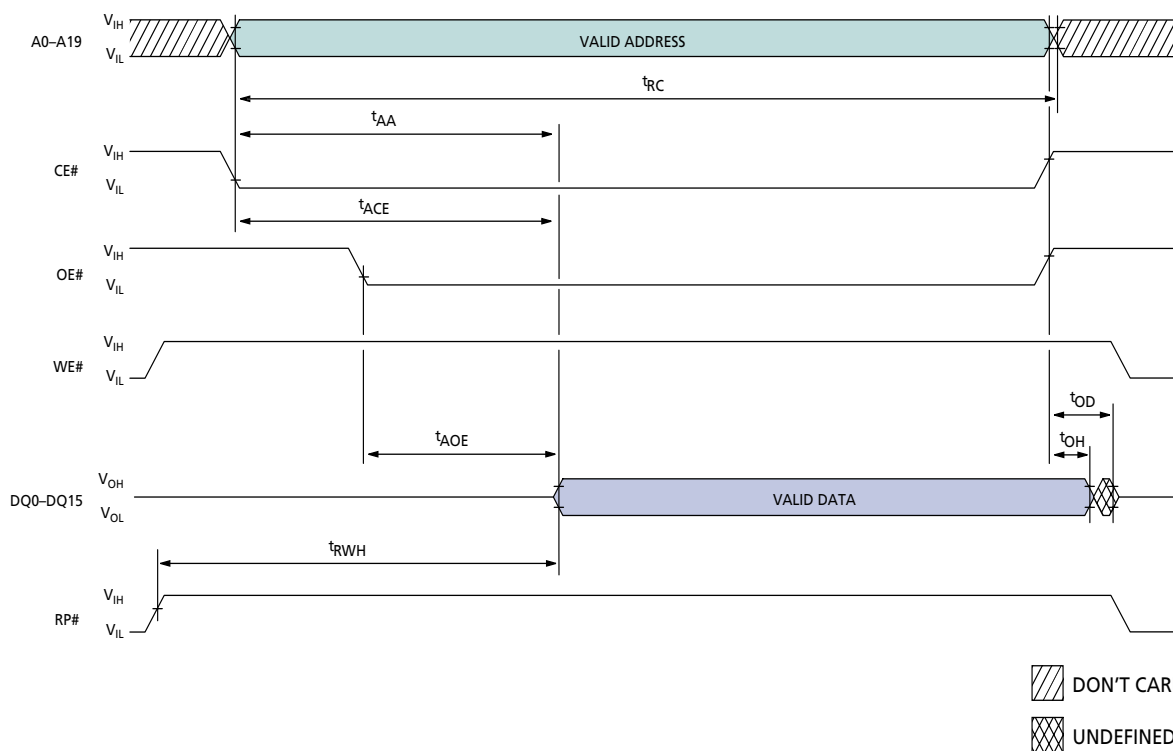 VIH
A0–A19
VALID ADDRESS
VIL
tRC
tAA
VIH
CE#
VIL
tACE
VIH
OE#
VIL
VIH
WE#
VIL
tOD
tAOE
tOH
VOH
DQ0–DQ15
VALID DATA
VOL
tRWH
VIH
RP#
VIL
DON'T CAR
UNDEFINED